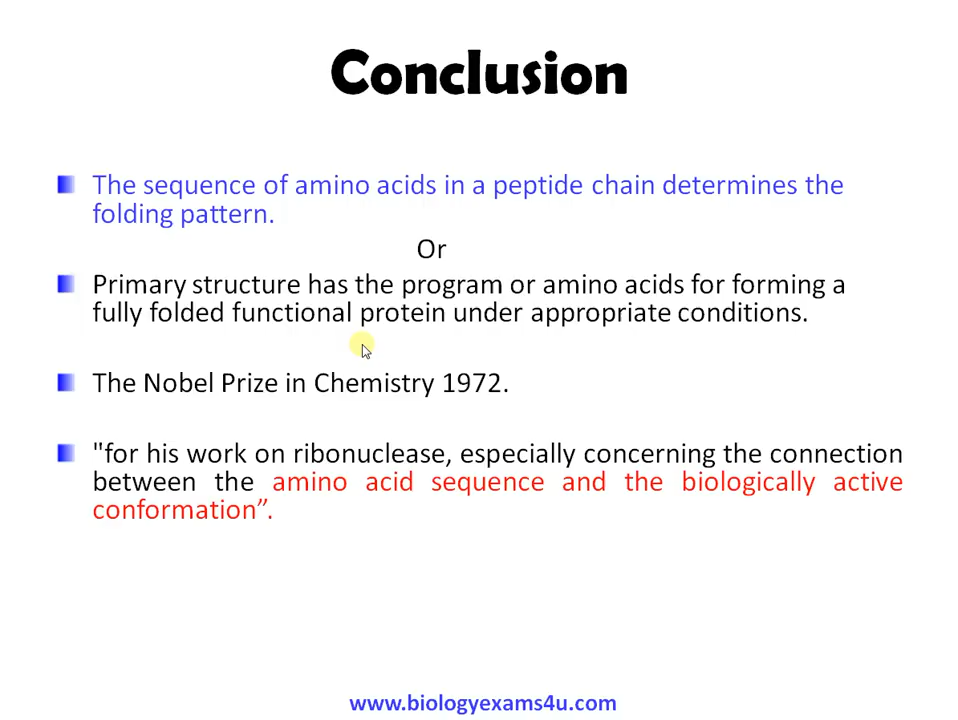 Conclusion
The sequence of amino acids in a peptide chain determines the
folding pattern.
Or
Primary structure has the program or amino acids for forming a
fully folded functional protein under appropriate conditions.
The Nobel Prize in Chemistry 1972.
"for his work on ribonuclease, especially concerning the connection
between the amino acid sequence and the biologically active
conformation”.
www.biologyexams4u.com